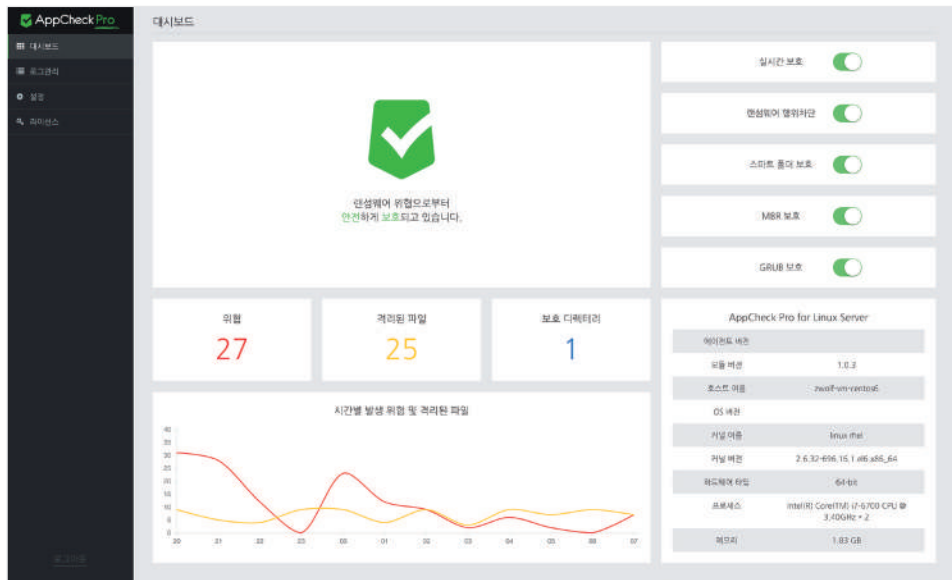 AppCheck Pro
대시보드
로그관리
설정
라이선스
로그아웃
대시보드
랜섬웨어 위협으로부터
안전하게 보호되고 있습니다.
실시간 보호
랜섬웨어 행위차단
스마트 폴더 보호
MBR 보호
GRUB 보호
위협
27
격리된 파일
25
보호 디렉터리
1
시간별 발생 위협 및 격리된 파일
40
35
30
25
20
15
10
5
0
20 21 22 23 00 01 02 03 04 05 06 07
AppCheck Pro for Linux Server
에이전트 버전
모듈 버전 1.0.3
호스트 이름 zwolf-vm-centos6
OS 버전
커널 이름 linux rhel
커널 버전 2.6.32-696.16.1.el6.x86_64
하드웨어 타입 64-bit
프로세스 Intel(R) Core(TM) i7-6700 CPU @
3.40GHz * 2
메모리 1.83 GB